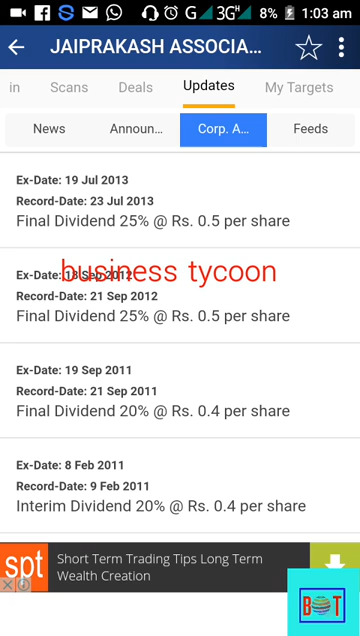 G 3G H 8% 1:03 am
JAIPRAKASH ASSOCIA...
in Scans Deals Updates My Targets
News Announ... Corp. A... Feeds
Ex-Date: 19 Jul 2013
Record-Date: 23 Jul 2013
Final Dividend 25% @ Rs. 0.5 per share
Ex-Date: 18 Sep 2012
business tycoon
Record-Date: 21 Sep 2012
Final Dividend 25% @ Rs. 0.5 per share
Ex-Date: 19 Sep 2011
Record-Date: 21 Sep 2011
Final Dividend 20% @ Rs. 0.4 per share
Ex-Date: 8 Feb 2011
Record-Date: 9 Feb 2011
Interim Dividend 20% @ Rs. 0.4 per share
spt
Short Term Trading Tips Long Term
Wealth Creation
B T